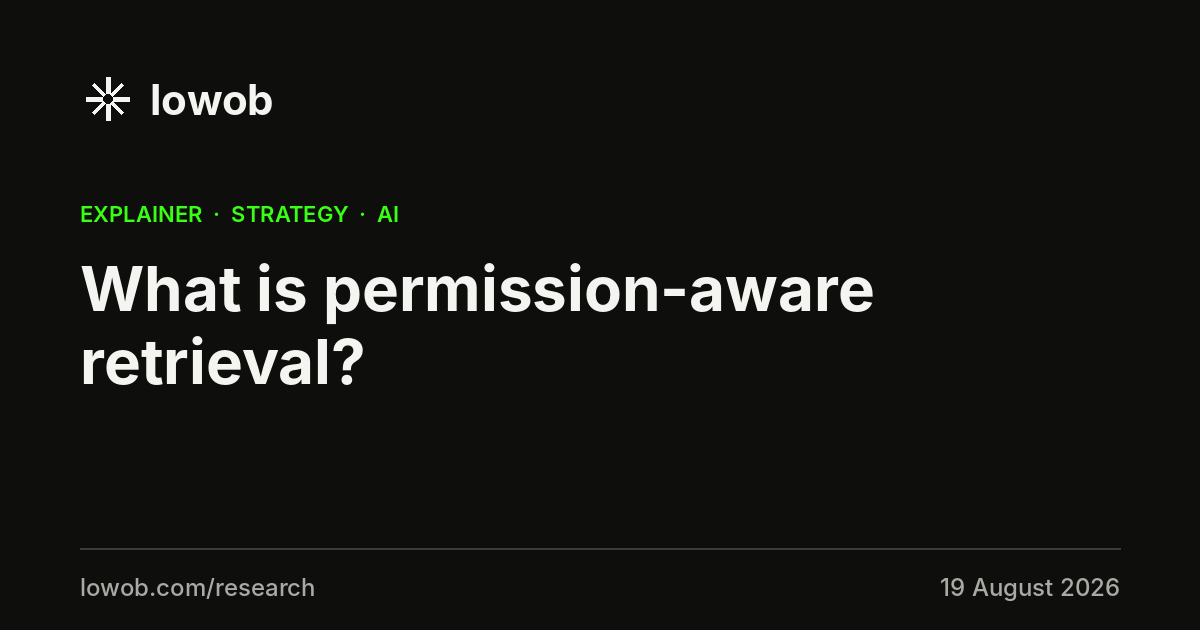 lowob
EXPLAINER · STRATEGY · AI
What is permission-aware
retrieval?
lowob.com/research
19 August 2026